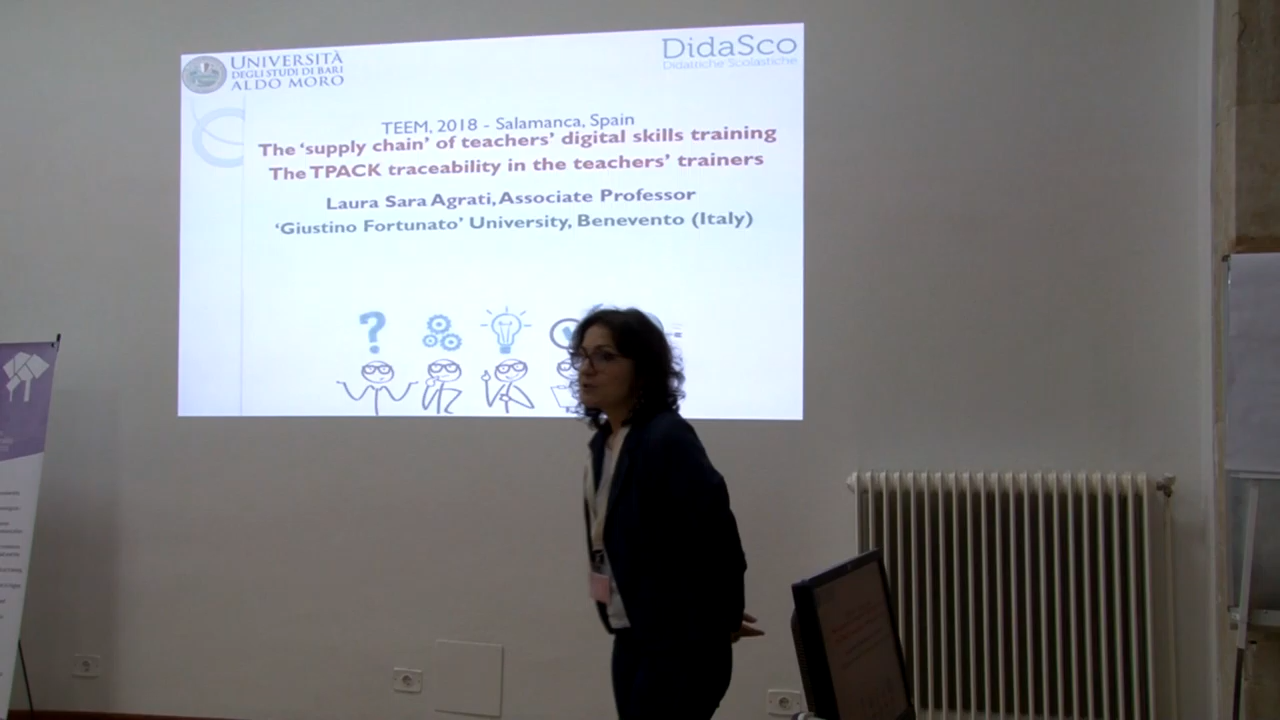 UNIVERSITÀ
DEGLI STUDI DI BARI
ALDO MORO
DidaSco
Didattiche Scolastiche
TEEM, 2018 - Salamanca, Spain
The ‘supply chain’ of teachers’ digital skills training
The TPACK traceability in the teachers’ trainers
Laura Sara Agrati, Associate Professor
‘Giustino Fortunato’ University, Benevento (Italy)
?